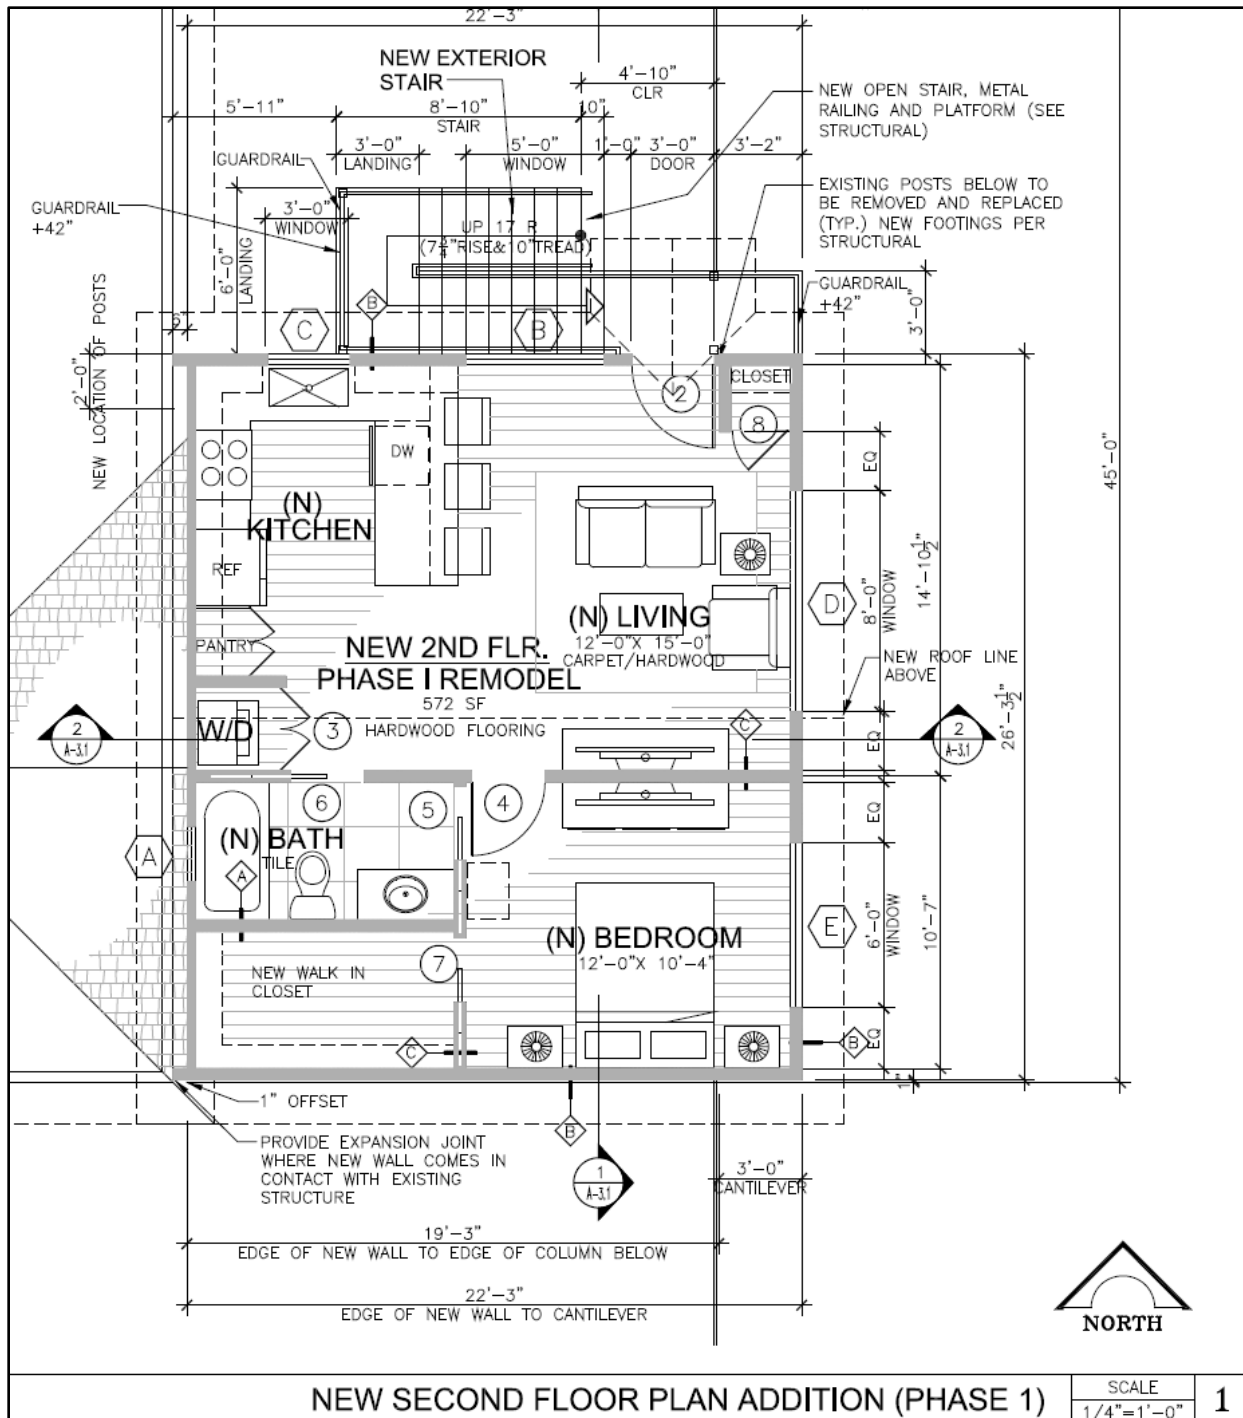 22'-3"
NEW EXTERIOR
STAIR
4'-10"
CLR
NEW OPEN STAIR, METAL
RAILING AND PLATFORM (SEE
STRUCTURAL)
5'-11"
8'-10"
STAIR
10"
3'-0"
LANDING
5'-0"
WINDOW
1'-0"
3'-0"
DOOR
3'-2"
GUARDRAIL
EXISTING POSTS BELOW TO
BE REMOVED AND REPLACED
(TYP.) NEW FOOTINGS PER
STRUCTURAL
GUARDRAIL
+42"
3'-0"
WINDOW
UP 17 R
(7¾"RISE&10"TREAD)
6'-0"
LANDING
GUARDRAIL
+42"
3'-0"
NEW LOCATION OF POSTS
2'-0"
6"
C
B
B
CLOSET
2
8
DW
(N)
KITCHEN
REF
PANTRY
(N) LIVING
12'-0"X 15'-0"
CARPET/HARDWOOD
NEW 2ND FLR.
PHASE I REMODEL
572 SF
HARDWOOD FLOORING
W/D
3
EQ
8'-0"
WINDOW
D
14'-10½"
45'-0"
NEW ROOF LINE
ABOVE
26'-3½"
2
A-3.1
C
2
A-3.1
EQ
EQ
6
5
4
A
(N) BATH
TILE
A
(N) BEDROOM
12'-0"X 10'-4"
E
6'-0"
WINDOW
10'-7"
7
NEW WALK IN
CLOSET
C
EQ
B
1"
1" OFFSET
B
PROVIDE EXPANSION JOINT
WHERE NEW WALL COMES IN
CONTACT WITH EXISTING
STRUCTURE
1
A-3.1
3'-0"
CANTILEVER
19'-3"
EDGE OF NEW WALL TO EDGE OF COLUMN BELOW
22'-3"
EDGE OF NEW WALL TO CANTILEVER
NORTH
NEW SECOND FLOOR PLAN ADDITION (PHASE 1)
SCALE
1/4"=1'-0"
1